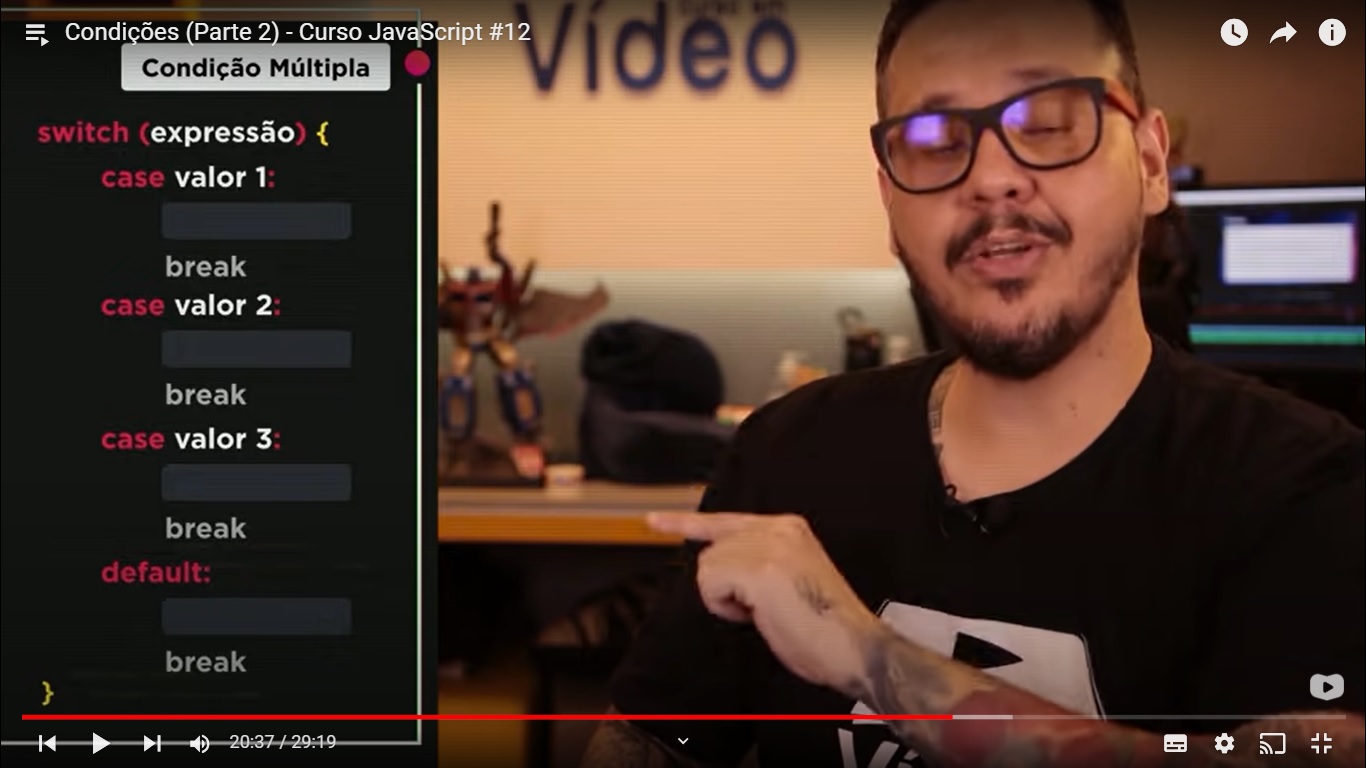 Condições (Parte 2) - Curso JavaScript #12
Vídeo
Condição Múltipla
switch (expressão) {
case valor 1:
break
case valor 2:
break
case valor 3:
break
default:
break
}
20:37 / 29:19